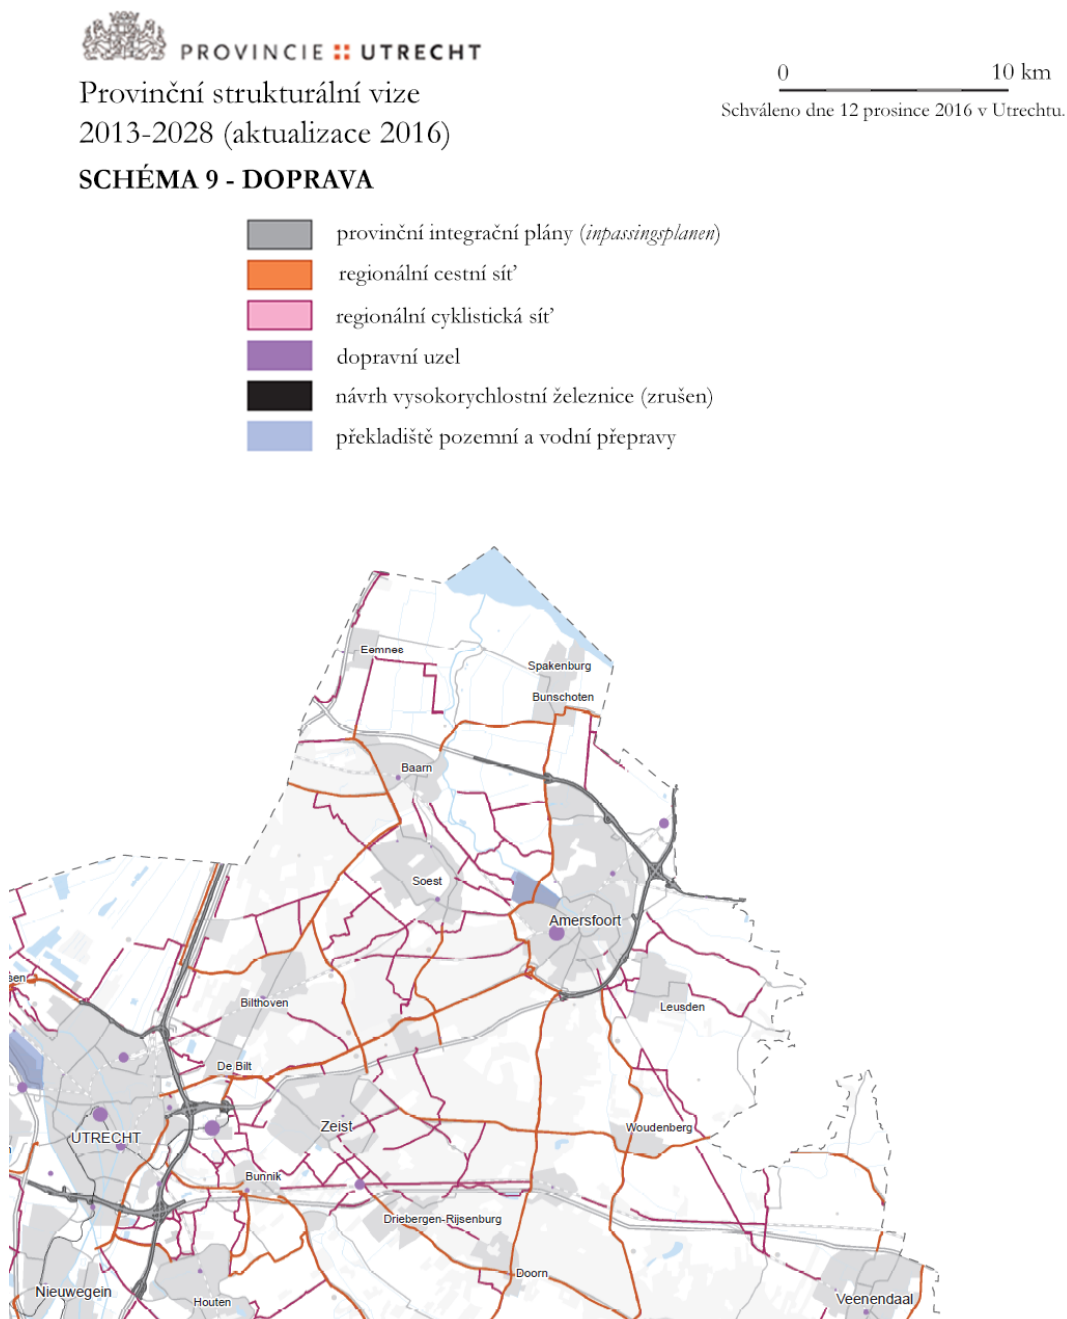 PROVINCIE :: UTRECHT
Provinční strukturální vize
2013-2028 (aktualizace 2016)
SCHÉMA 9 - DOPRAVA
0 10 km
Schváleno dne 12 prosince 2016 v Utrechtu.
provinční integrační plány (inpassingsplanen)
regionální cestní síť
regionální cyklistická síť
dopravní uzel
návrh vysokorychlostní železnice (zrušen)
překladiště pozemní a vodní přepravy
Eemnes
Spakenburg
Bunschoten
Baarn
Soest
Amersfoort
sen
Bilthoven
Leusden
De Bilt
UTRECHT
Zeist
Woudenberg
Bunnik
Driebergen-Rijsenburg
Doorn
Nieuwegein
Houten
Veenendaal